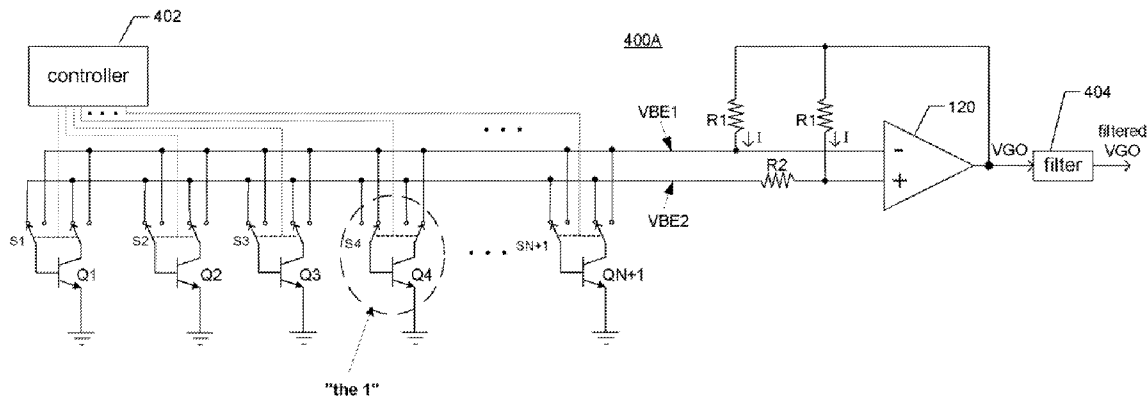 402
controller
400A
VBE1
R1
I
R1
I
120
404
R2
-
+
VGO
filter
filtered
VGO
VBE2
S1
S2
S3
S4
SN+1
Q1
Q2
Q3
Q4
QN+1
"the 1"